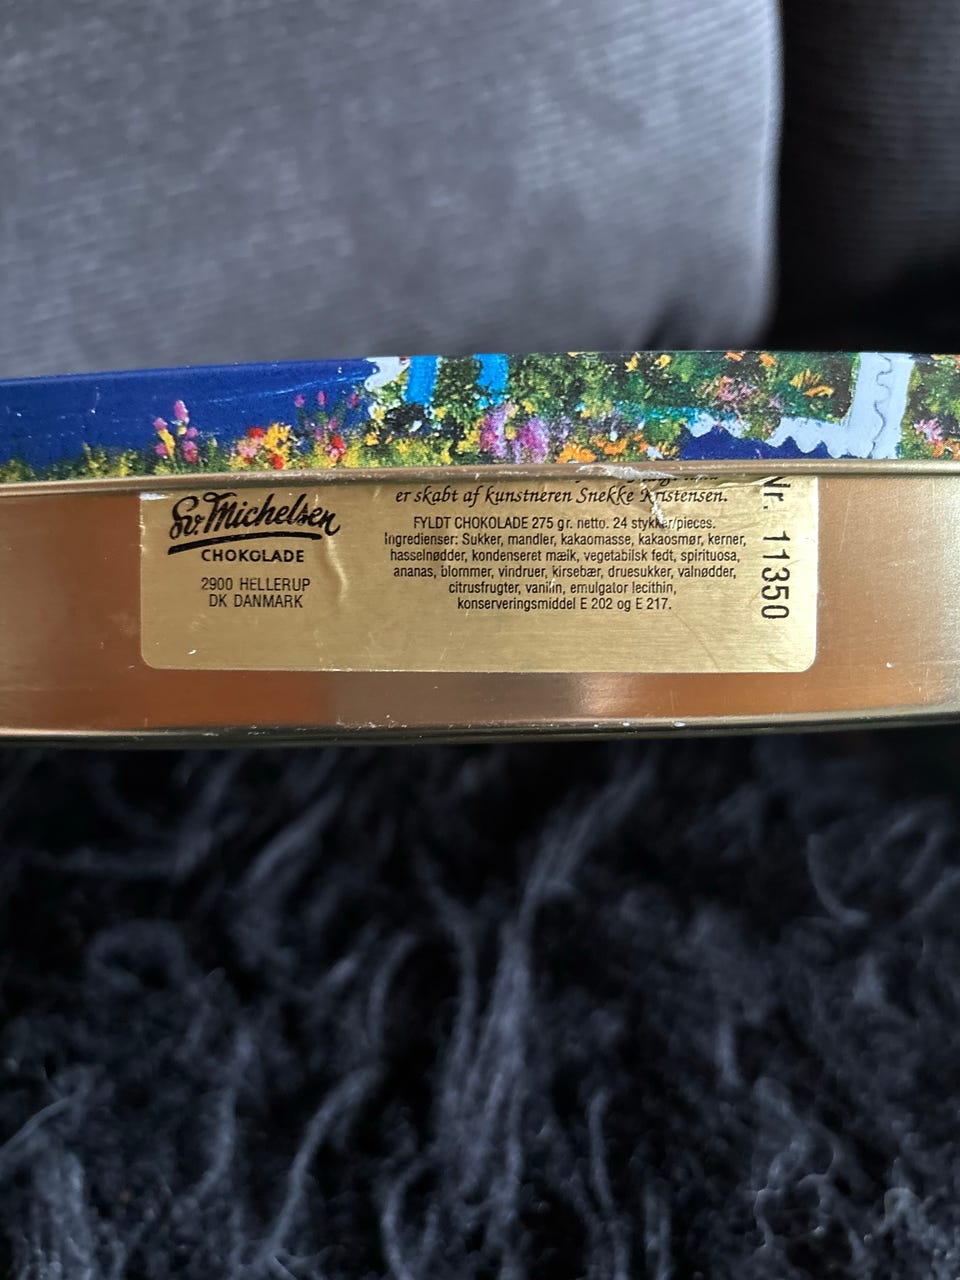 Sv. Michelsen
CHOKOLADE
2900 HELLERUP
DK DANMARK
er skabt af kunstneren Snekke Kristensen.
FYLDT CHOKOLADE 275 gr. netto. 24 stykker/pieces.
Ingredienser: Sukker, mandler, kakaomasse, kakaosmør, kerner,
hasselnødder, kondenseret mælk, vegetabilsk fedt, spirituosa,
ananas, blommer, vindruer, kirsebær, druesukker, valnødder,
citrusfrugter, vanilin, emulgator lecithin,
konserveringsmiddel E 202 og E 217.
Nr. 11350